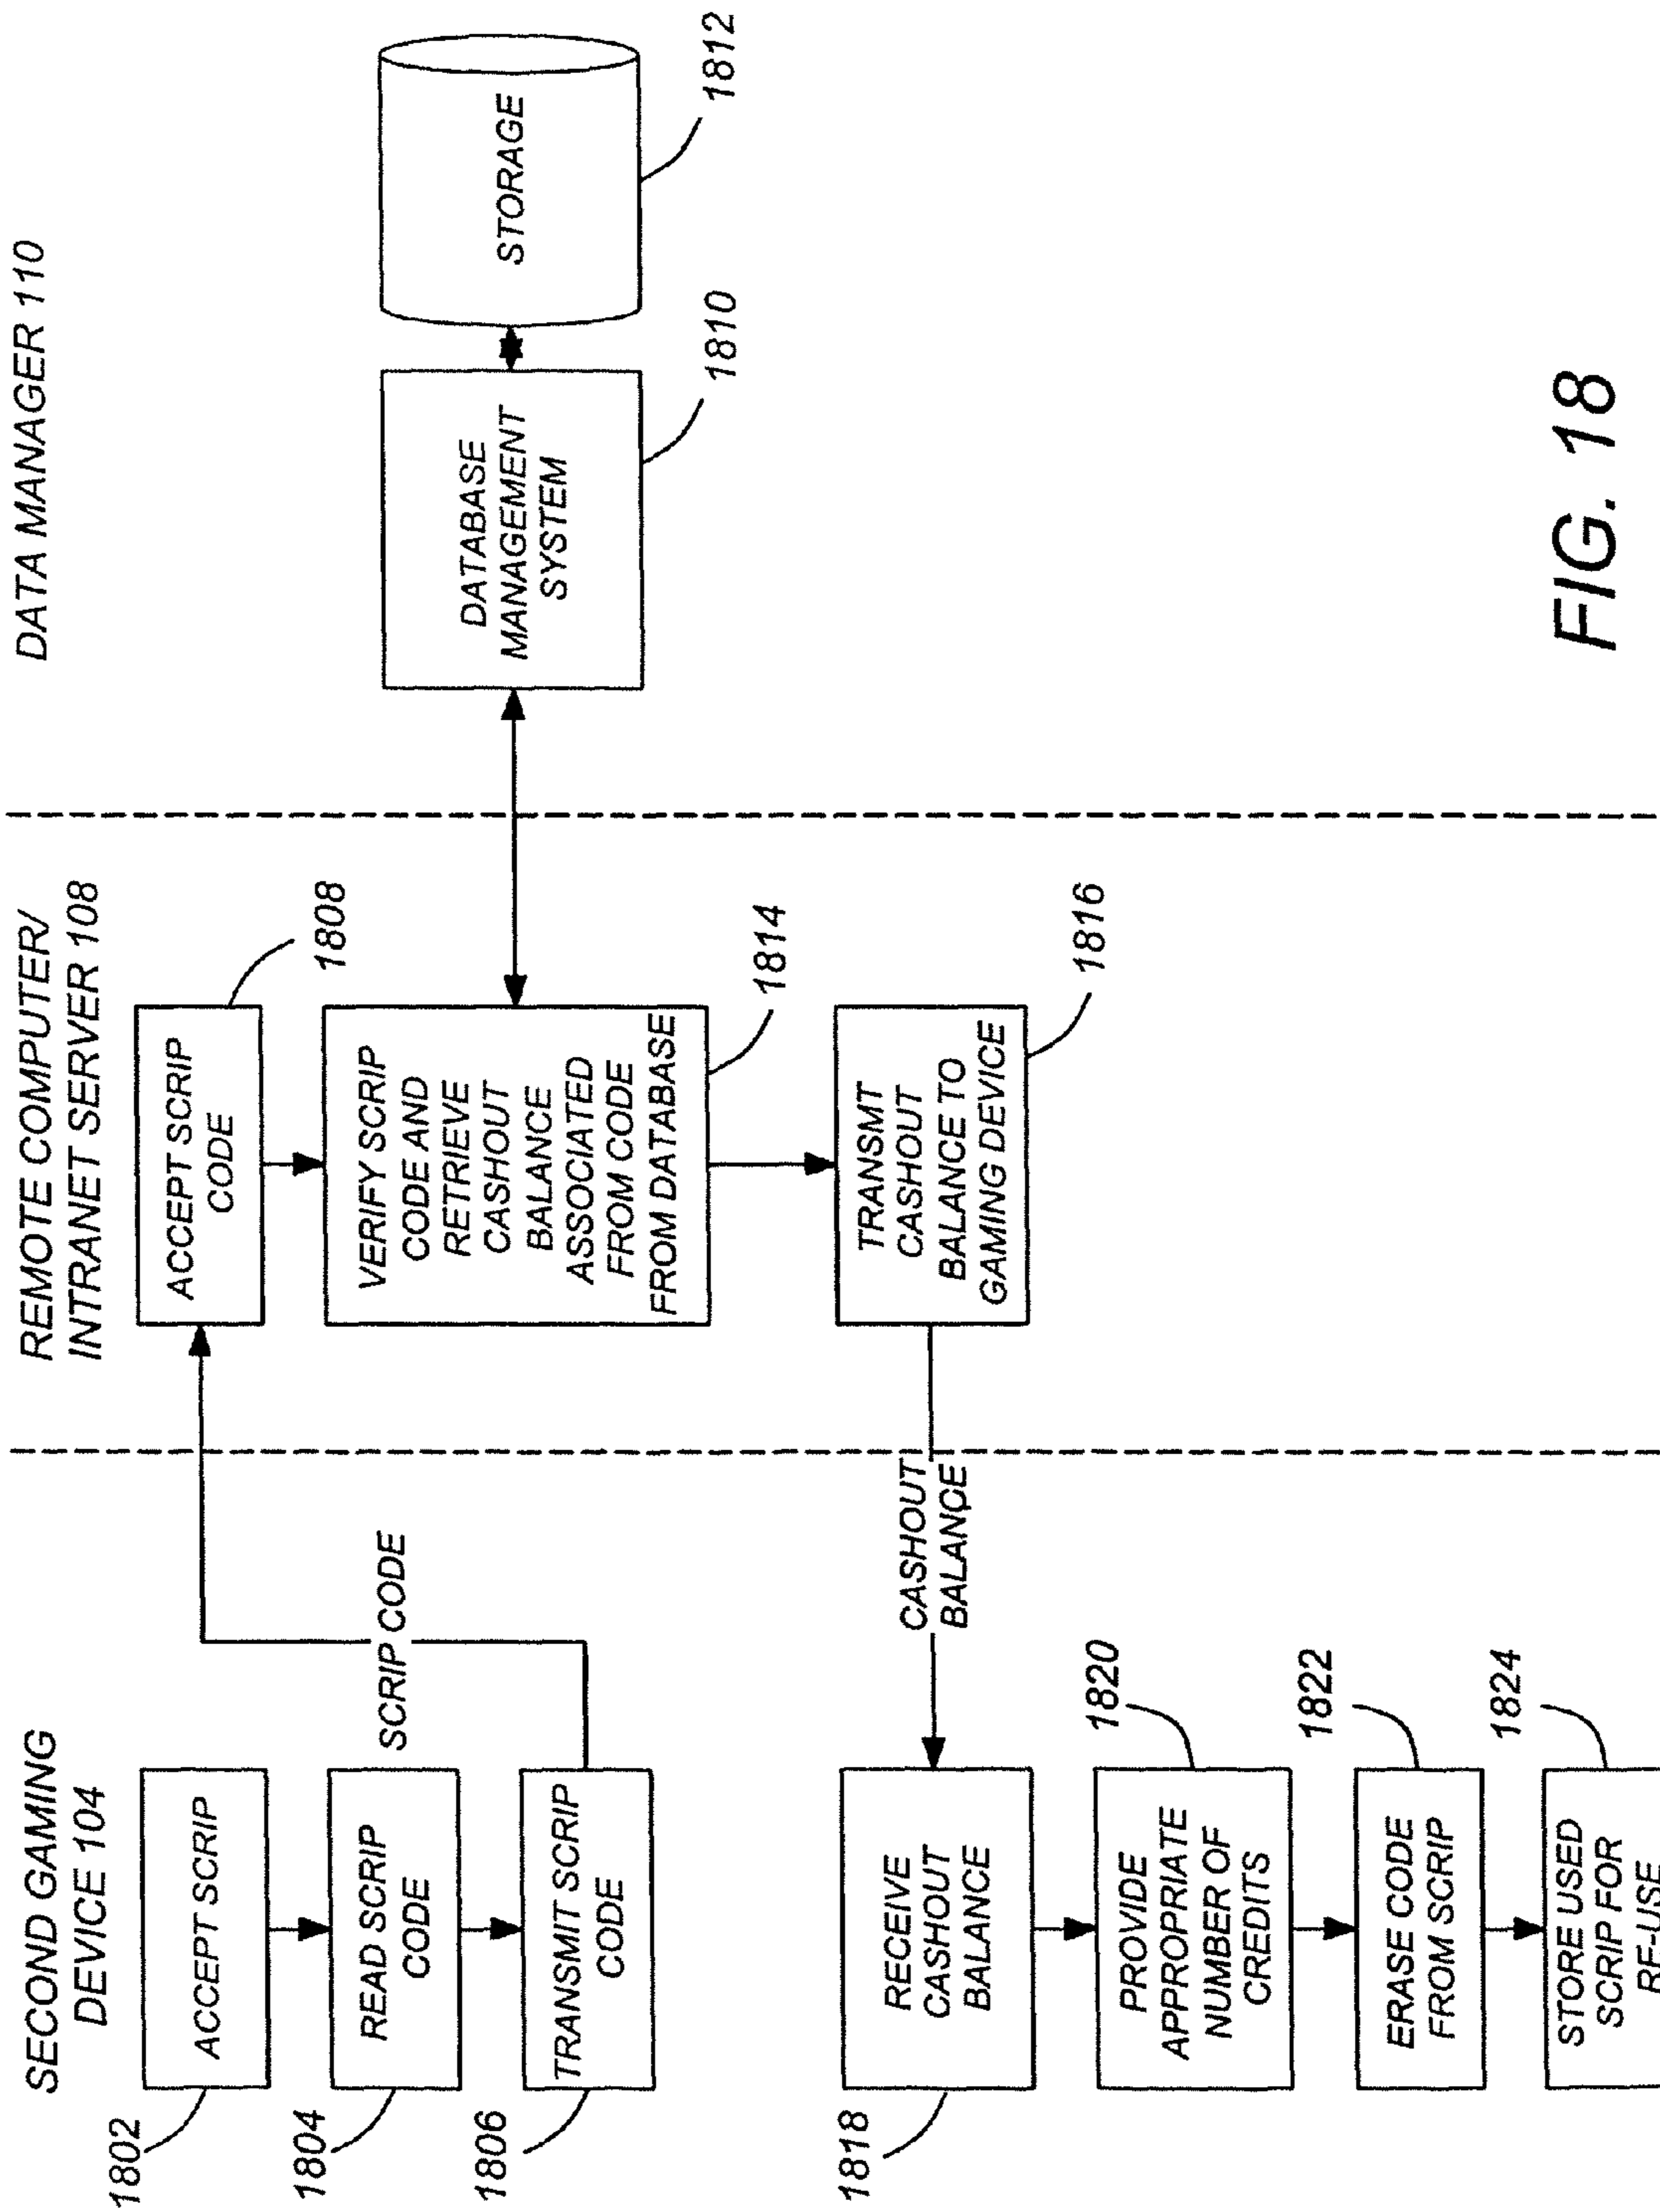 SECOND GAMING
DEVICE 104
1802
ACCEPT SCRIP
1804
READ SCRIP
CODE
1806
TRANSMIT SCRIP
CODE
SCRIP CODE
1818
RECEIVE
CASHOUT
BALANCE
CASHOUT
BALANCE
1820
PROVIDE
APPROPRIATE
NUMBER OF
CREDITS
1822
ERASE CODE
FROM SCRIP
1824
STORE USED
SCRIP FOR
RE-USE
REMOTE COMPUTER/
INTRANET SERVER 108
ACCEPT SCRIP
CODE
1808
VERIFY SCRIP
CODE AND
RETRIEVE
CASHOUT
BALANCE
ASSOCIATED
FROM CODE
FROM DATABASE
1814
TRANSMT
CASHOUT
BALANCE TO
GAMING DEVICE
1816
DATA MANAGER 110
DATABASE
MANAGEMENT
SYSTEM
1810
STORAGE
1812
FIG. 18